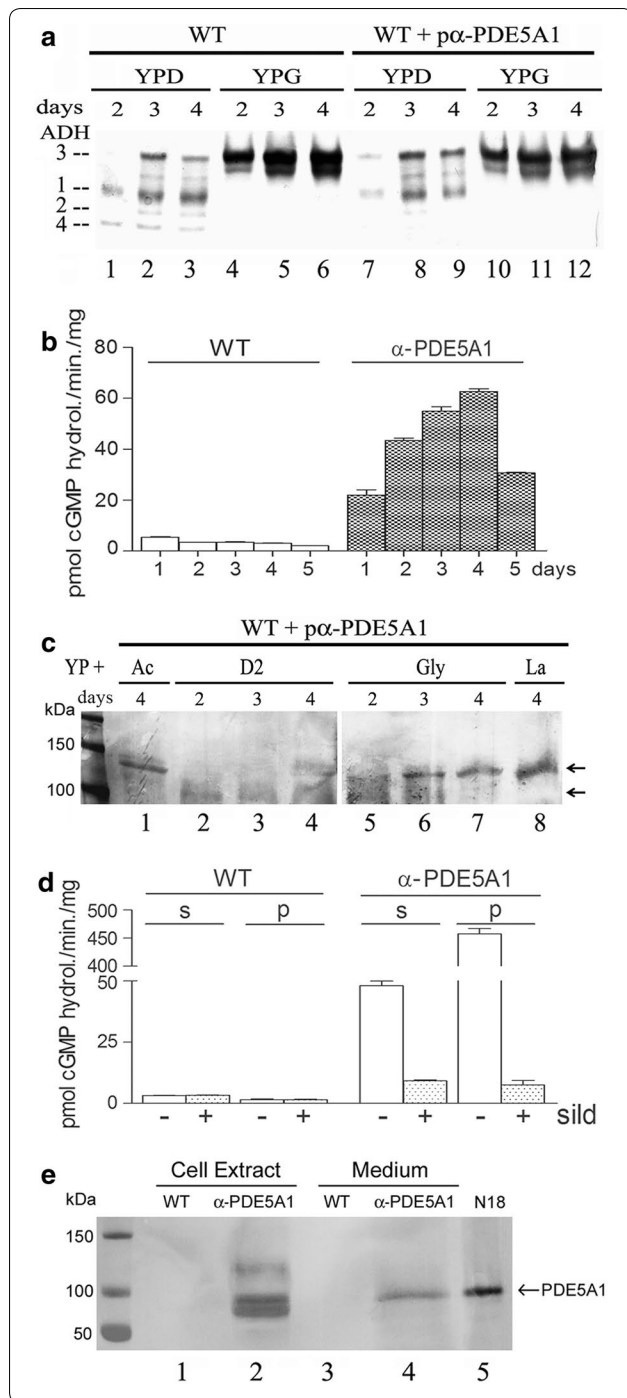 a
WT WT + pα-PDE5A1
YPD YPG YPD YPG
days 2 3 4 2 3 4 2 3 4 2 3 4
ADH
3 --
1 --
2 --
4 --
1 2 3 4 5 6 7 8 9 10 11 12
b
pmol cGMP hydrol./min./mg
80
60
40
20
0
WT α-PDE5A1
1 2 3 4 5 1 2 3 4 5 days
c
WT + pα-PDE5A1
YP + Ac D2 Gly La
days 4 2 3 4 2 3 4 4
kDa
150
100
1 2 3 4 5 6 7 8
d
pmol cGMP hydrol./min./mg
WT α-PDE5A1
s p s p
500
450
400
50
25
0
- + - + - + - + sild
e
Cell Extract Medium
kDa WT α-PDE5A1 WT α-PDE5A1 N18
150
100
50
←PDE5A1
1 2 3 4 5